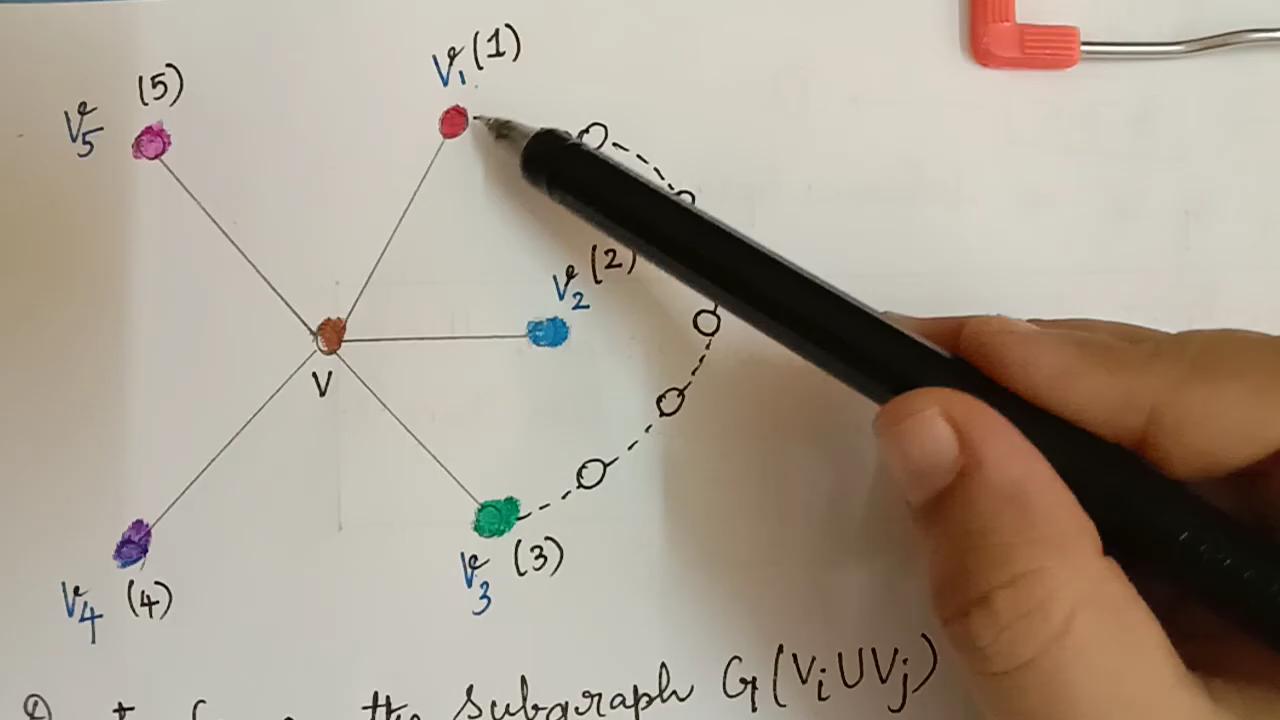 V1 (1)
V5 (5)
V2 (2)
V
V3 (3)
V4 (4)
the subgraph G(Vi U Vj)